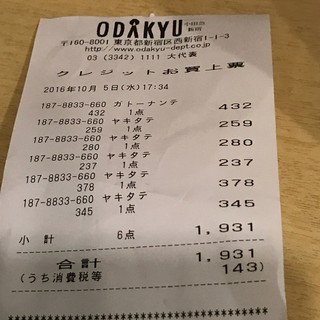 ODAKYU 小田急 新宿
〒160-8001 東京都新宿区西新宿1-1-3
http://www.odakyu-dept.co.jp/
03 (3342) 1111 大代表
クレジットお買上票
2016年10月 5日(水)17:34
187-8833-660 ガトーナンテ 432
432 1点
187-8833-660 ヤキタテ 259
259 1点
187-8833-660 ヤキタテ 280
280 1点
187-8833-660 ヤキタテ 237
237 1点
187-8833-660 ヤキタテ 378
378 1点
187-8833-660 ヤキタテ 345
345 1点
小 計 6点 1,931
合計 1,931
(うち消費税等 143)
********************************